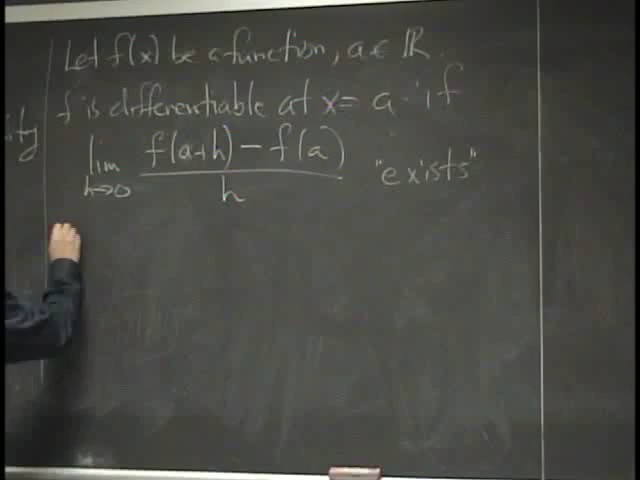 Let f(x) be a function, a ∈ ℝ.
f is differentiable at x = a if
lim h→0 f(a+h) - f(a) / h "exists"